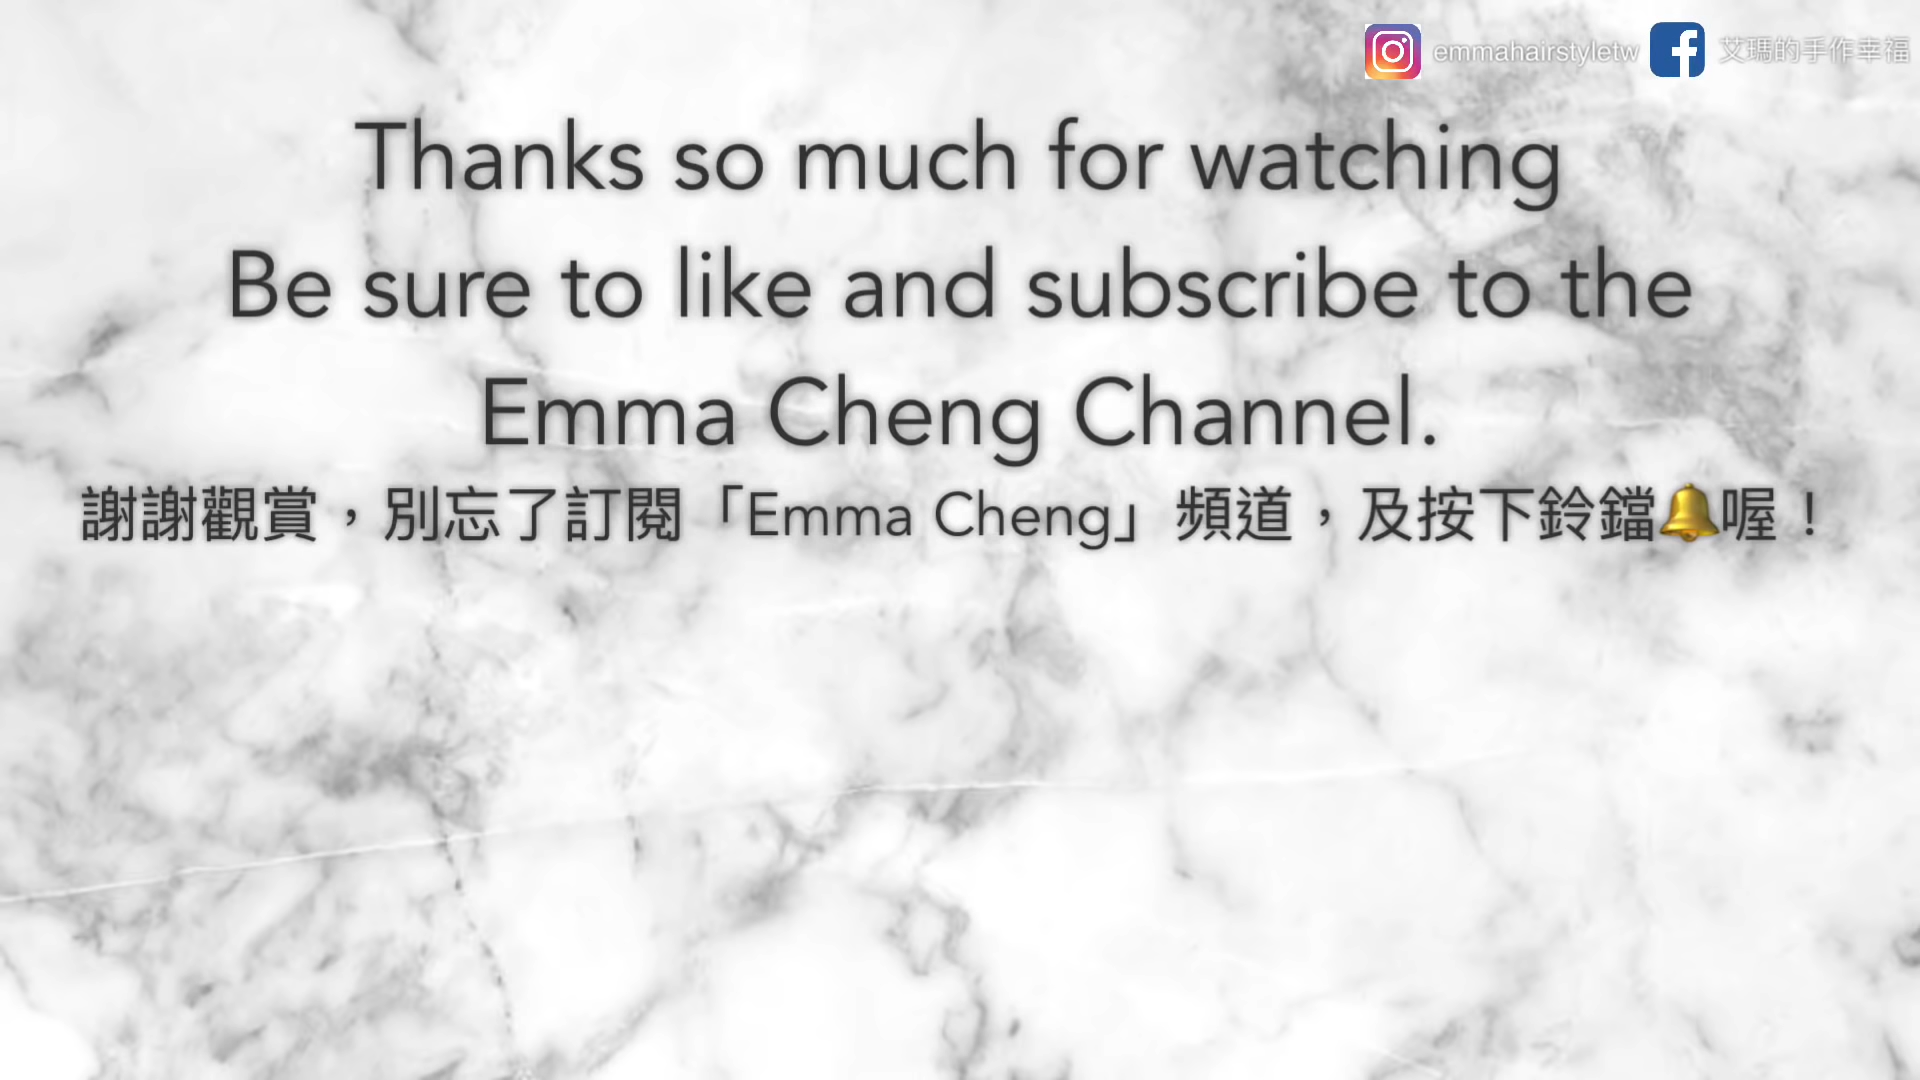 emmahairstyletw 艾瑪的手作幸福
Thanks so much for watching
Be sure to like and subscribe to the
Emma Cheng Channel.
謝謝觀賞，別忘了訂閱「Emma Cheng」頻道，及按下鈴鐺🔔喔！